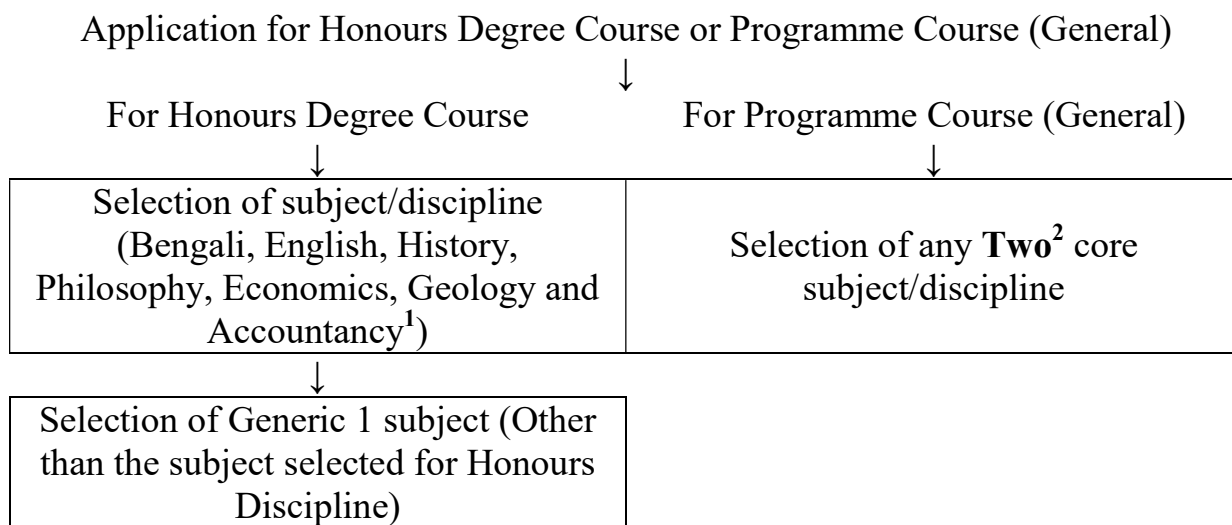 Application for Honours Degree Course or Programme Course (General)
↓
For Honours Degree Course
For Programme Course (General)
↓
↓
Selection of subject/discipline
(Bengali, English, History,
Philosophy, Economics, Geology and
Accountancy¹)
Selection of any Two² core
subject/discipline
↓
Selection of Generic 1 subject (Other
than the subject selected for Honours
Discipline)